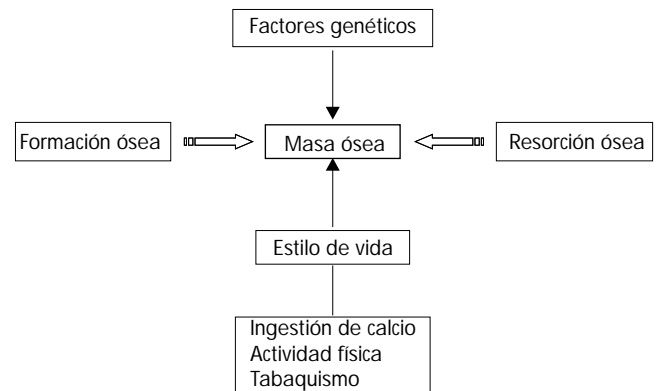 Factores genéticos
Formación ósea
Masa ósea
Resorción ósea
Estilo de vida
Ingestión de calcio
Actividad física
Tabaquismo